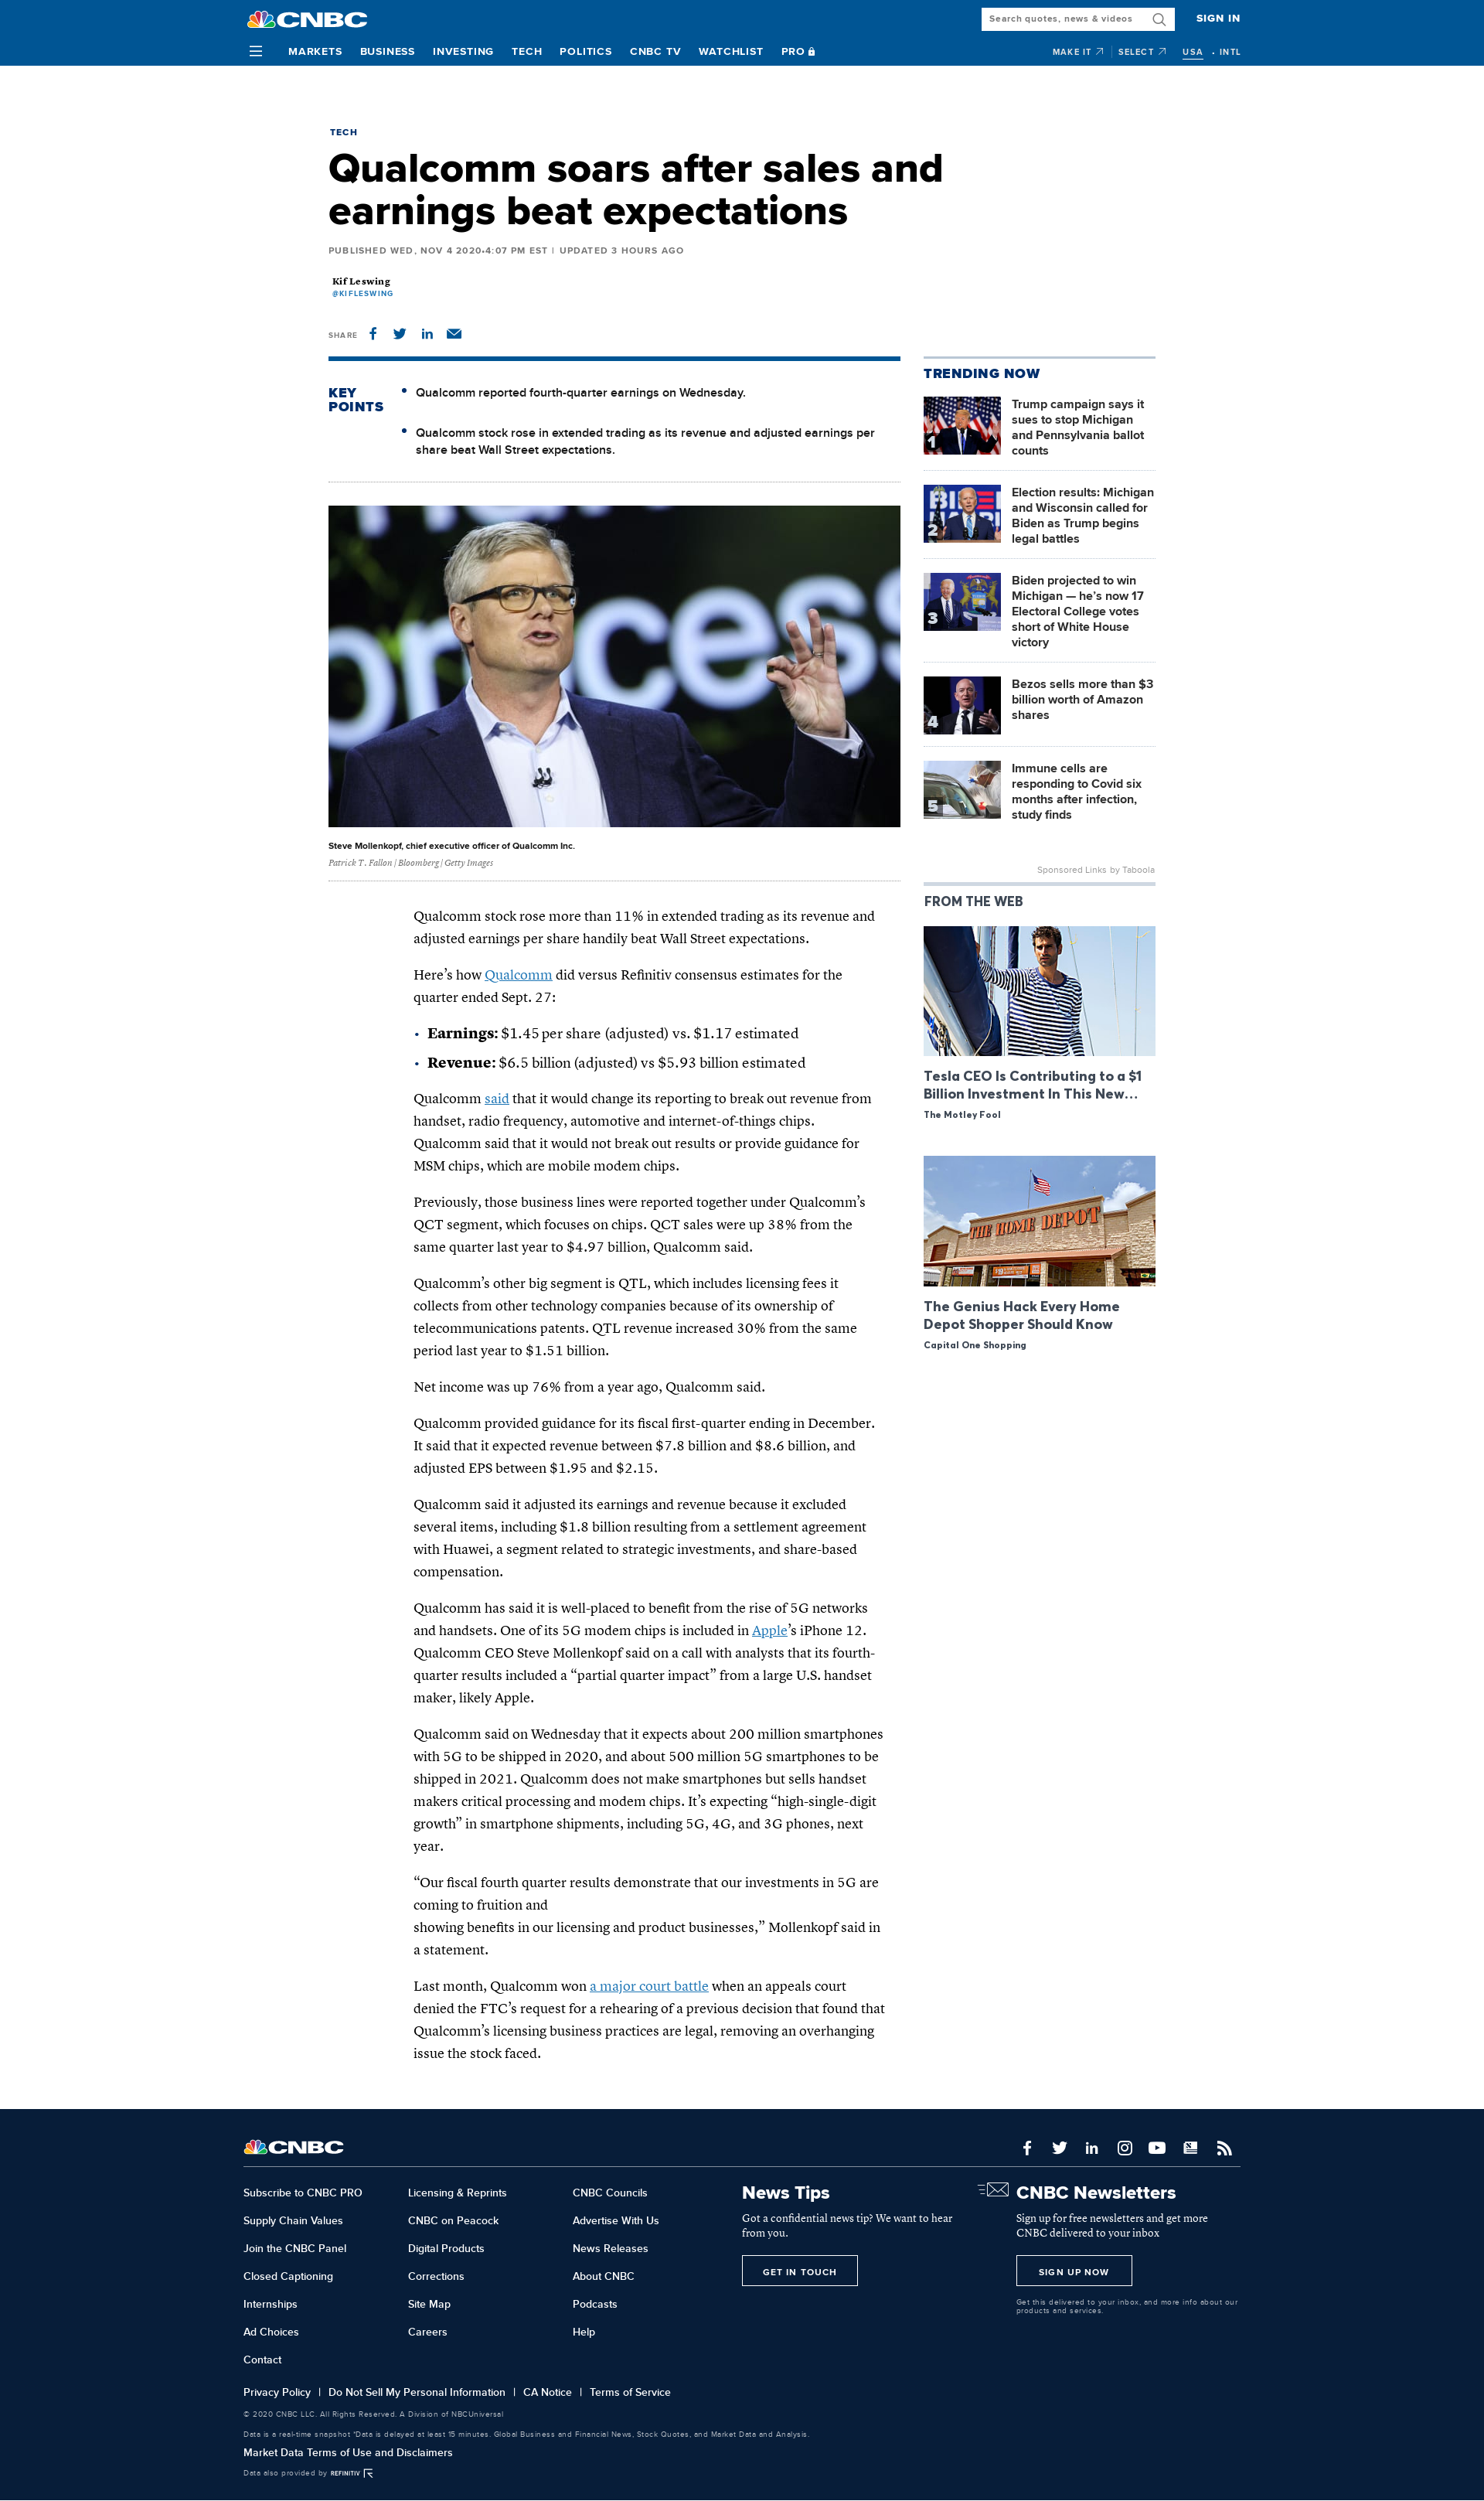 CNBC
Search quotes, news & videos
SIGN IN
MARKETS BUSINESS INVESTING TECH POLITICS CNBC TV WATCHLIST PRO
MAKE IT SELECT USA • INTL
TECH
Qualcomm soars after sales and
earnings beat expectations
PUBLISHED WED, NOV 4 2020•4:07 PM EST | UPDATED 3 HOURS AGO
Kif Leswing
@KIFLESWING
SHARE
KEY
POINTS
Qualcomm reported fourth-quarter earnings on Wednesday.
Qualcomm stock rose in extended trading as its revenue and adjusted earnings per
share beat Wall Street expectations.
ocess
Steve Mollenkopf, chief executive officer of Qualcomm Inc.
Patrick T. Fallon | Bloomberg | Getty Images
Qualcomm stock rose more than 11% in extended trading as its revenue and
adjusted earnings per share handily beat Wall Street expectations.
Here’s how Qualcomm did versus Refinitiv consensus estimates for the
quarter ended Sept. 27:
Earnings: $1.45 per share (adjusted) vs. $1.17 estimated
Revenue: $6.5 billion (adjusted) vs $5.93 billion estimated
Qualcomm said that it would change its reporting to break out revenue from
handset, radio frequency, automotive and internet-of-things chips.
Qualcomm said that it would not break out results or provide guidance for
MSM chips, which are mobile modem chips.
Previously, those business lines were reported together under Qualcomm’s
QCT segment, which focuses on chips. QCT sales were up 38% from the
same quarter last year to $4.97 billion, Qualcomm said.
Qualcomm’s other big segment is QTL, which includes licensing fees it
collects from other technology companies because of its ownership of
telecommunications patents. QTL revenue increased 30% from the same
period last year to $1.51 billion.
Net income was up 76% from a year ago, Qualcomm said.
Qualcomm provided guidance for its fiscal first-quarter ending in December.
It said that it expected revenue between $7.8 billion and $8.6 billion, and
adjusted EPS between $1.95 and $2.15.
Qualcomm said it adjusted its earnings and revenue because it excluded
several items, including $1.8 billion resulting from a settlement agreement
with Huawei, a segment related to strategic investments, and share-based
compensation.
Qualcomm has said it is well-placed to benefit from the rise of 5G networks
and handsets. One of its 5G modem chips is included in Apple’s iPhone 12.
Qualcomm CEO Steve Mollenkopf said on a call with analysts that its fourth-
quarter results included a “partial quarter impact” from a large U.S. handset
maker, likely Apple.
Qualcomm said on Wednesday that it expects about 200 million smartphones
with 5G to be shipped in 2020, and about 500 million 5G smartphones to be
shipped in 2021. Qualcomm does not make smartphones but sells handset
makers critical processing and modem chips. It’s expecting “high-single-digit
growth” in smartphone shipments, including 5G, 4G, and 3G phones, next
year.
“Our fiscal fourth quarter results demonstrate that our investments in 5G are
coming to fruition and
showing benefits in our licensing and product businesses,” Mollenkopf said in
a statement.
Last month, Qualcomm won a major court battle when an appeals court
denied the FTC’s request for a rehearing of a previous decision that found that
Qualcomm’s licensing business practices are legal, removing an overhanging
issue the stock faced.
TRENDING NOW
1
Trump campaign says it
sues to stop Michigan
and Pennsylvania ballot
counts
2
Election results: Michigan
and Wisconsin called for
Biden as Trump begins
legal battles
3
Biden projected to win
Michigan — he’s now 17
Electoral College votes
short of White House
victory
4
Bezos sells more than $3
billion worth of Amazon
shares
5
Immune cells are
responding to Covid six
months after infection,
study finds
Sponsored Links by Taboola
FROM THE WEB
Tesla CEO Is Contributing to a $1
Billion Investment In This New…
The Motley Fool
THE HOME DEPOT
The Genius Hack Every Home
Depot Shopper Should Know
Capital One Shopping
CNBC
Subscribe to CNBC PRO
Supply Chain Values
Join the CNBC Panel
Closed Captioning
Internships
Ad Choices
Contact
Licensing & Reprints
CNBC on Peacock
Digital Products
Corrections
Site Map
Careers
CNBC Councils
Advertise With Us
News Releases
About CNBC
Podcasts
Help
News Tips
Got a confidential news tip? We want to hear
from you.
GET IN TOUCH
CNBC Newsletters
Sign up for free newsletters and get more
CNBC delivered to your inbox
SIGN UP NOW
Get this delivered to your inbox, and more info about our
products and services.
Privacy Policy | Do Not Sell My Personal Information | CA Notice | Terms of Service
© 2020 CNBC LLC. All Rights Reserved. A Division of NBCUniversal
Data is a real-time snapshot *Data is delayed at least 15 minutes. Global Business and Financial News, Stock Quotes, and Market Data and Analysis.
Market Data Terms of Use and Disclaimers
Data also provided by REFINITIV